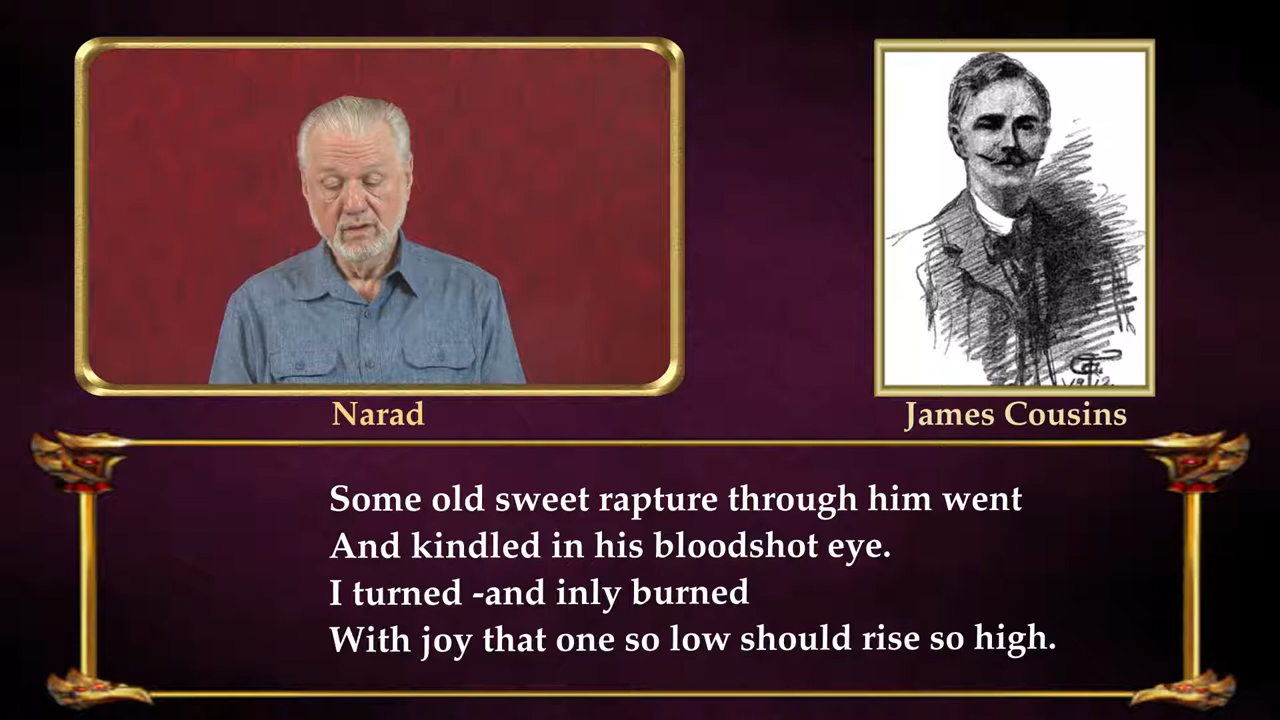 Narad
James Cousins
Some old sweet rapture through him went
And kindled in his bloodshot eye.
I turned -and inly burned
With joy that one so low should rise so high.